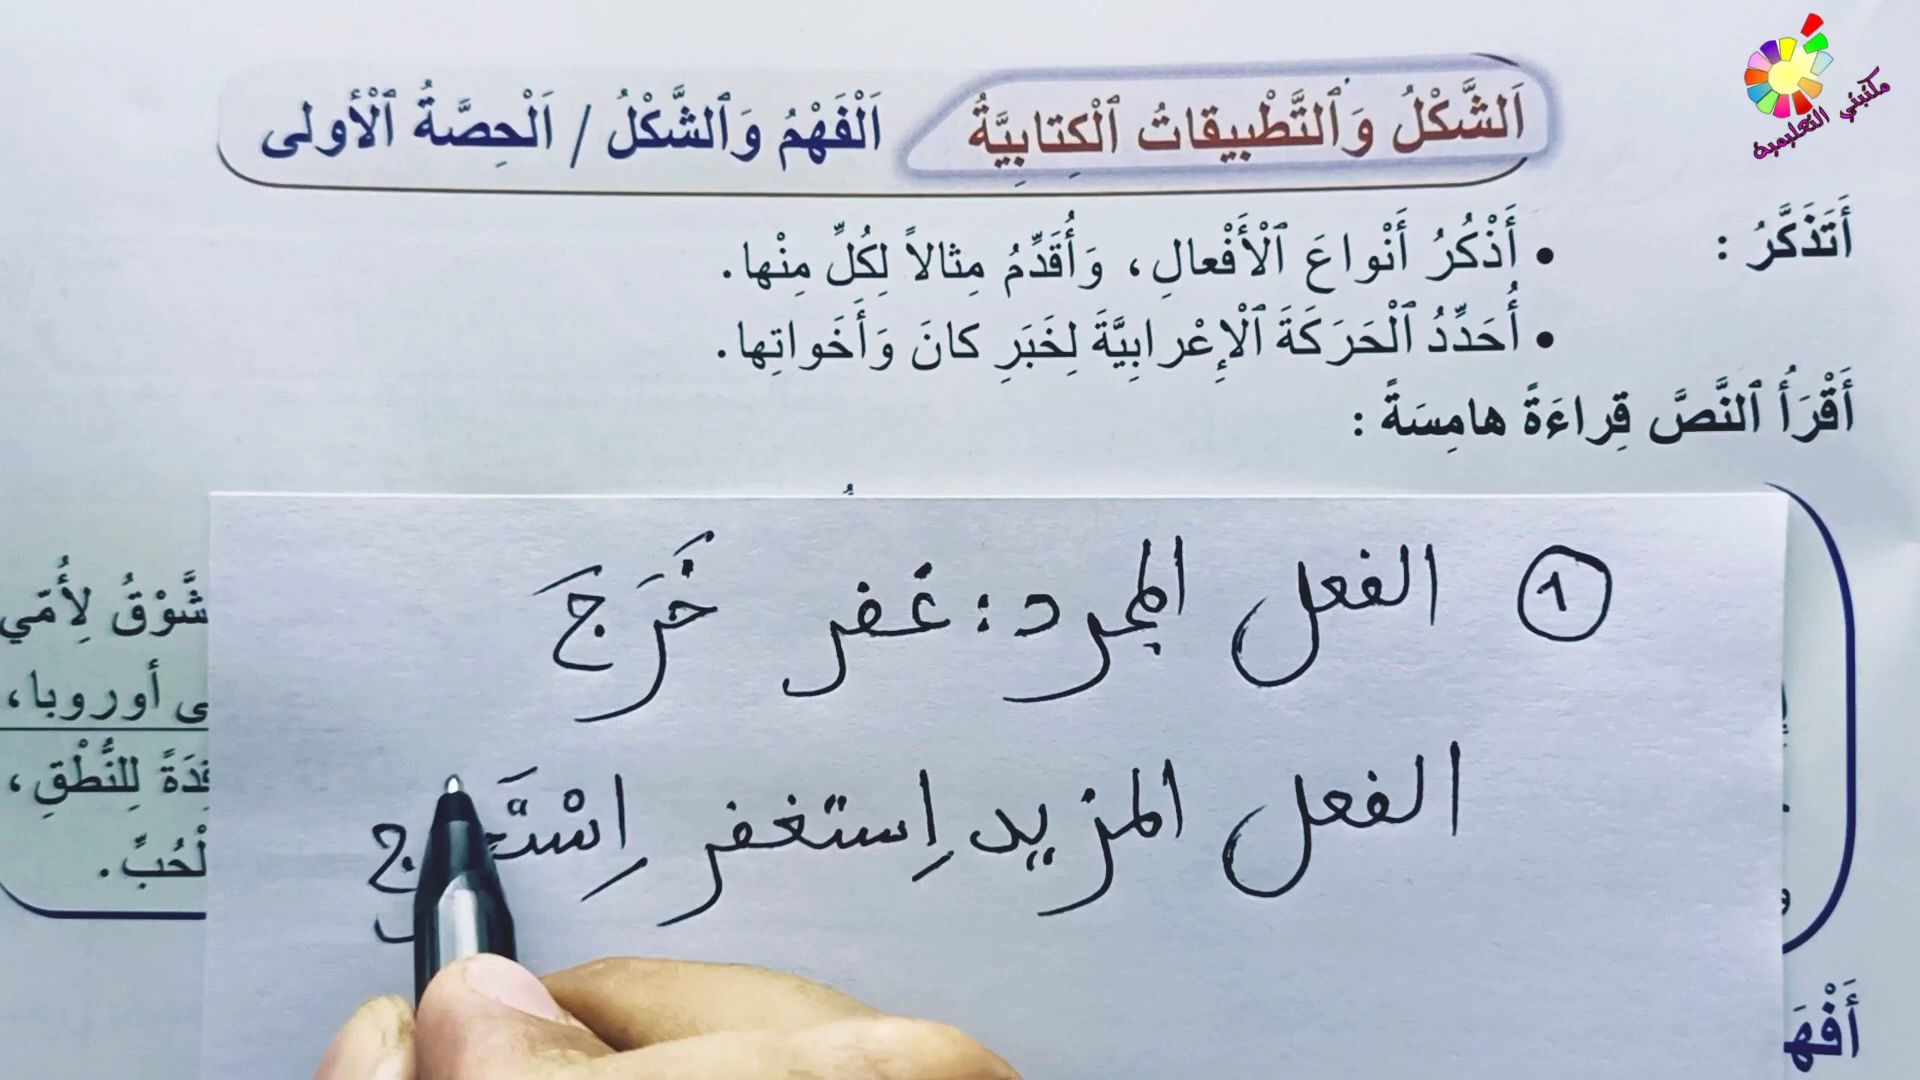 مكتبتي التعليمية
اَلشَّكْلُ وَٱلتَّطْبيقاتُ ٱلْكِتابِيَّةُ اَلْفَهْمُ وَٱلشَّكْلُ / اَلْحِصَّةُ ٱلْأولى
أَتَذَكَّرُ : • أَذْكُرُ أَنْواعَ ٱلْأَفْعالِ، وَأُقَدِّمُ مِثالاً لِكُلِّ مِنْها.
• أُحَدِّدُ ٱلْحَرَكَةَ ٱلْإِعْرابِيَّةَ لِخَبَرِ كانَ وَأَخَواتِها.
أَقْرَأُ ٱلنَّصَّ قِراءَةً هامِسَةً :
١ الفعل المجرد : غفر خَرَجَ
الفعل المزيد اِستغفر اِسْتَ
شَّوْقُ لِأُمّي
أوروبا،
لِلنُّطْقِ،
لْحُبِّ.